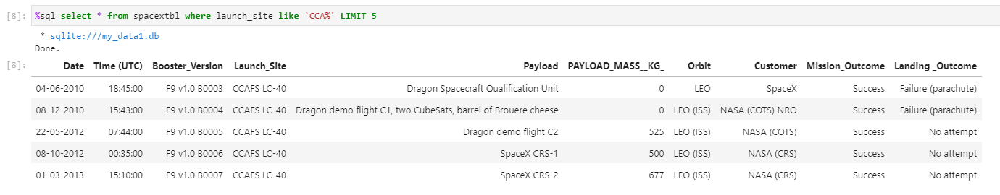 [8]: %sql select * from spacextbl where launch_site like 'CCA%' LIMIT 5
* sqlite:///my_data1.db
Done.
[8]: Date Time (UTC) Booster_Version Launch_Site Payload PAYLOAD_MASS__KG_ Orbit Customer Mission_Outcome Landing _Outcome
04-06-2010 18:45:00 F9 v1.0 B0003 CCAFS LC-40 Dragon Spacecraft Qualification Unit 0 LEO SpaceX Success Failure (parachute)
08-12-2010 15:43:00 F9 v1.0 B0004 CCAFS LC-40 Dragon demo flight C1, two CubeSats, barrel of Brouere cheese 0 LEO (ISS) NASA (COTS) NRO Success Failure (parachute)
22-05-2012 07:44:00 F9 v1.0 B0005 CCAFS LC-40 Dragon demo flight C2 525 LEO (ISS) NASA (COTS) Success No attempt
08-10-2012 00:35:00 F9 v1.0 B0006 CCAFS LC-40 SpaceX CRS-1 500 LEO (ISS) NASA (CRS) Success No attempt
01-03-2013 15:10:00 F9 v1.0 B0007 CCAFS LC-40 SpaceX CRS-2 677 LEO (ISS) NASA (CRS) Success No attempt